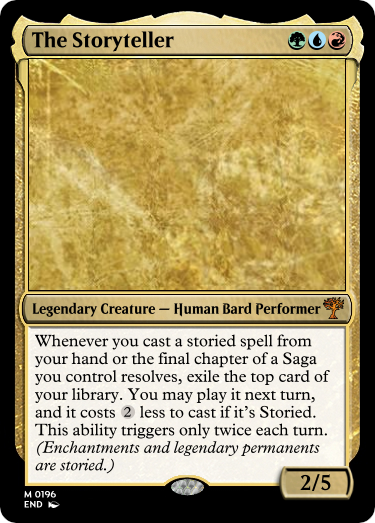 The Storyteller
Legendary Creature — Human Bard Performer
Whenever you cast a storied spell from
your hand or the final chapter of a Saga
you control resolves, exile the top card of
your library. You may play it next turn,
and it costs 2 less to cast if it's Storied.
This ability triggers only twice each turn.
(Enchantments and legendary permanents
are storied.)
2/5
M 0196
END